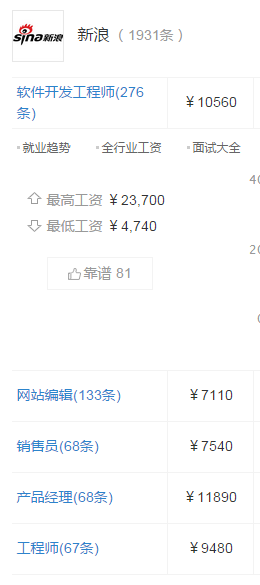 sina新浪
新浪 (1931条)
软件开发工程师(276
条)
￥10560
▪就业趋势 ▪全行业工资 ▪面试大全
最高工资 ￥23,700
最低工资 ￥4,740
靠谱 81
网站编辑(133条) ￥7110
销售员(68条) ￥7540
产品经理(68条) ￥11890
工程师(67条) ￥9480